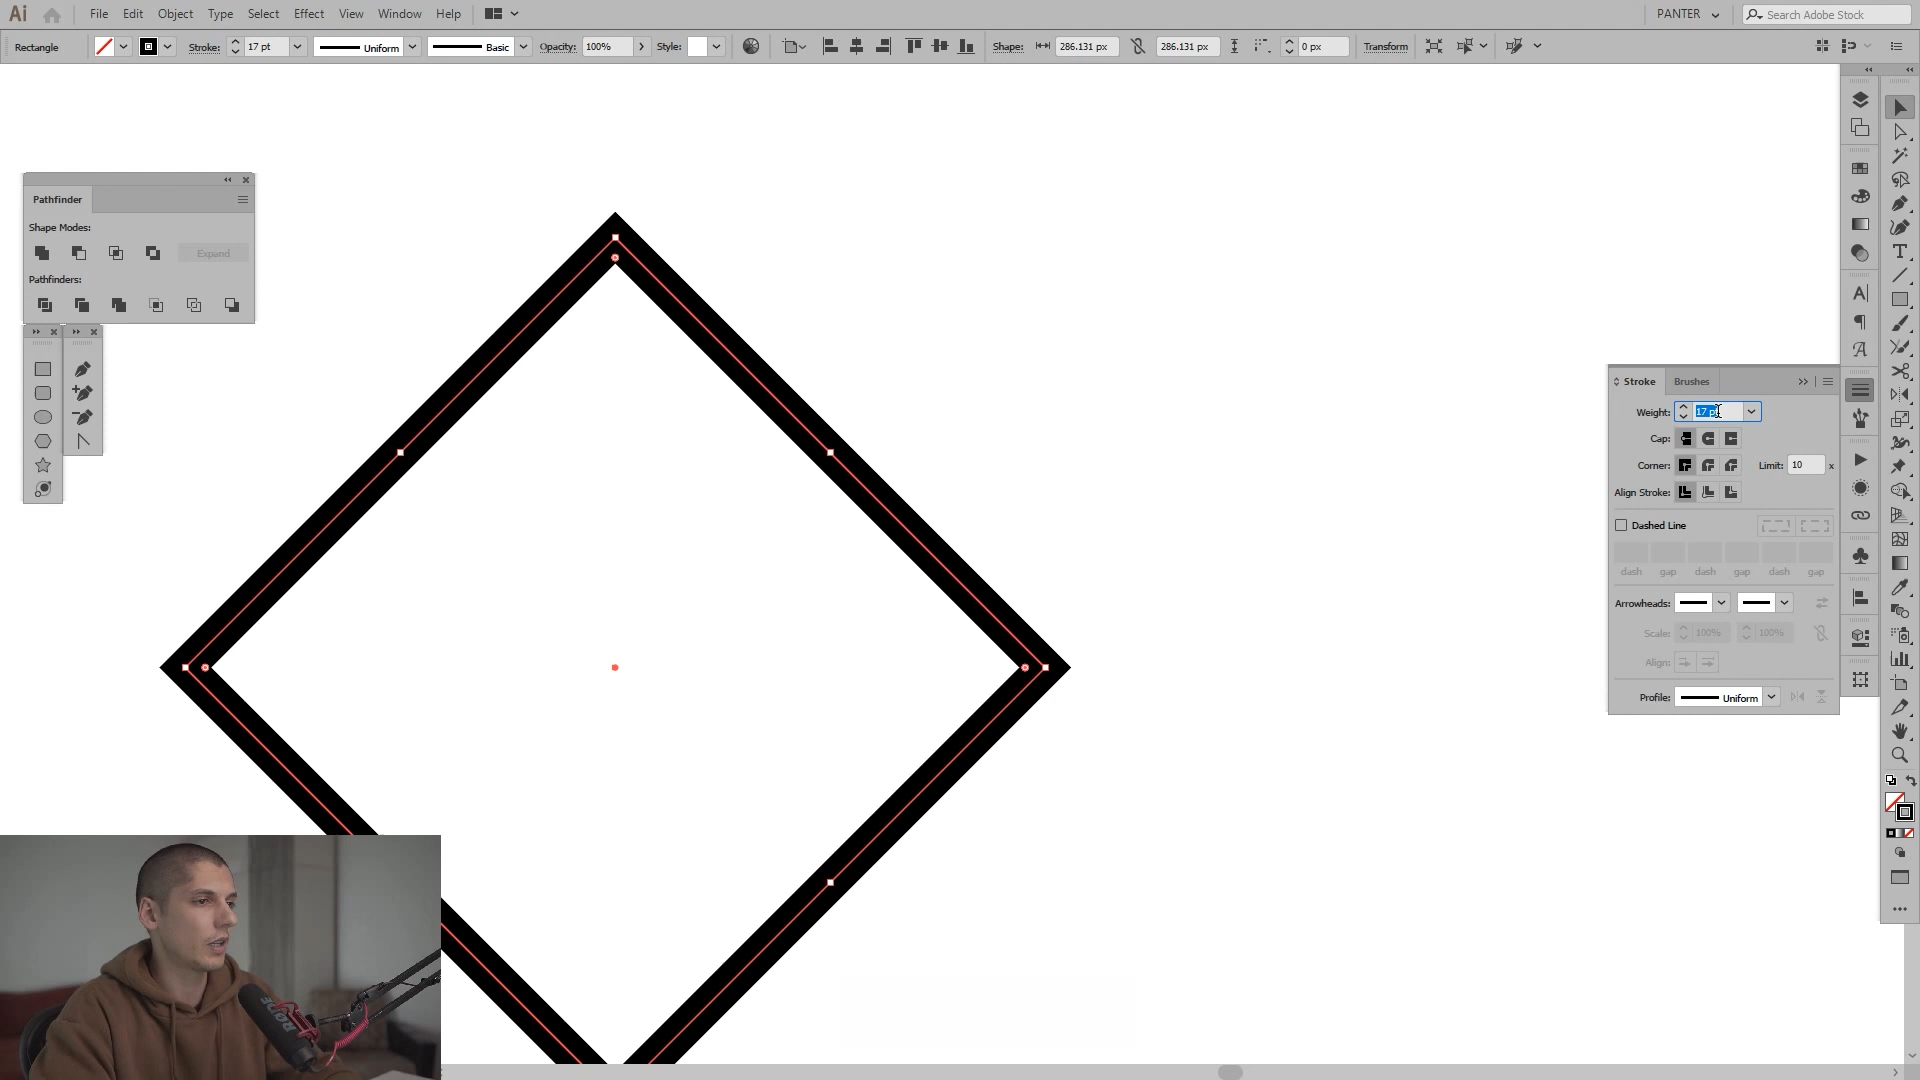 Ai File Edit Object Type Select Effect View Window Help PANTER Search Adobe Stock
Rectangle Stroke: 17 pt Uniform Basic Opacity: 100% Style: Shape: 286.131 px 286.131 px 0 px Transform
Pathfinder
Shape Modes:
Expand
Pathfinders:
Stroke Brushes
Weight: 17 pt
Cap:
Corner: Limit: 10 x
Align Stroke:
Dashed Line
dash gap dash gap dash gap
Arrowheads:
Scale: 100% 100%
Align:
Profile: Uniform
RODE